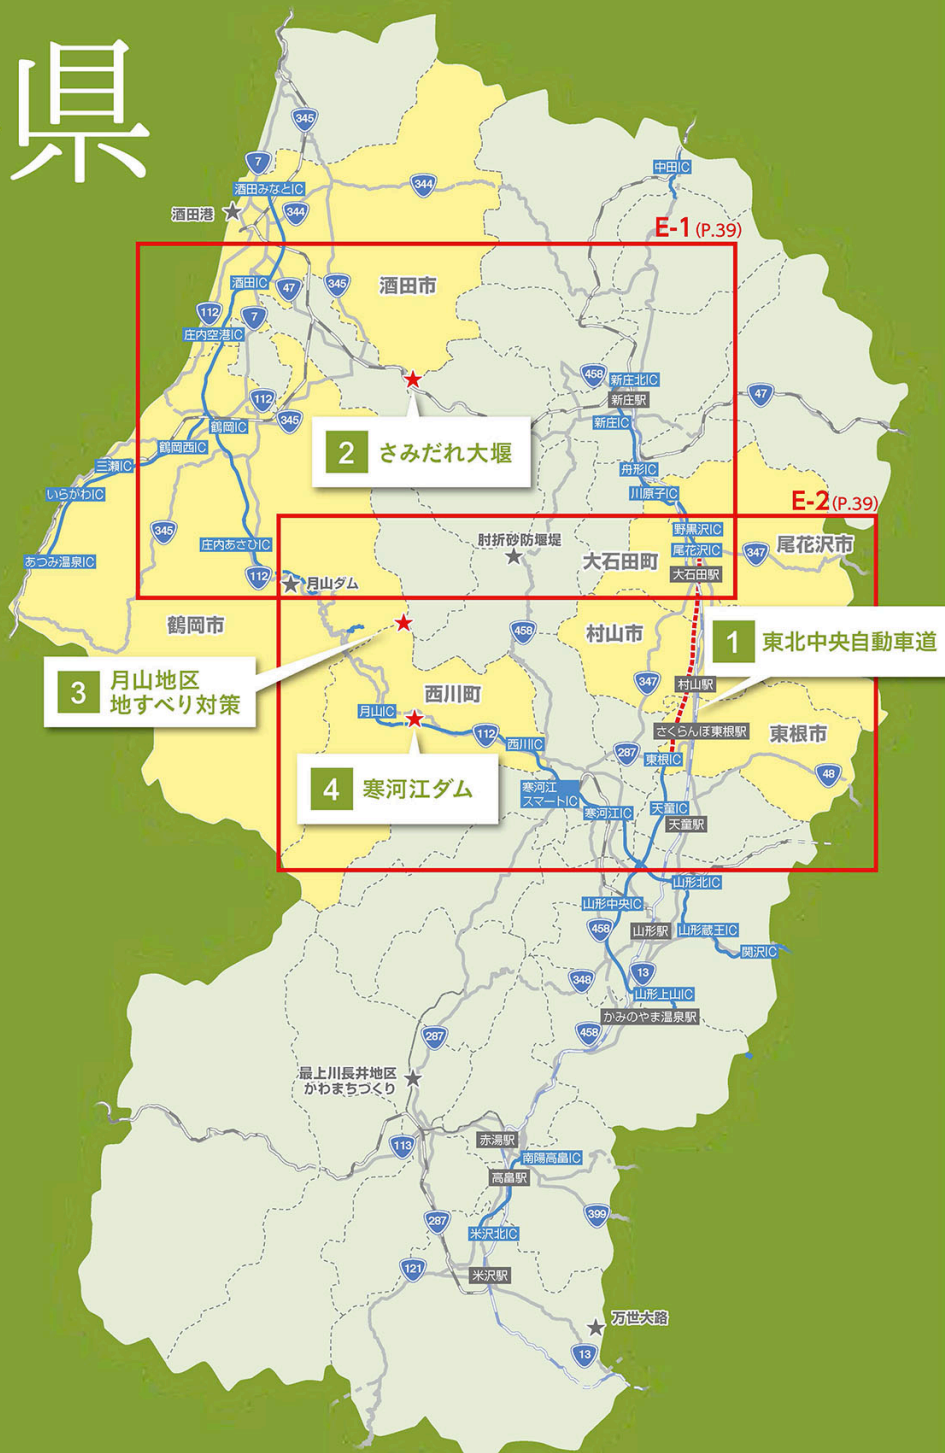 県
345
7
中田IC
酒田みなとIC
344
酒田港
344
E-1 (P.39)
酒田IC
47
345
酒田市
112
7
庄内空港IC
458
新庄北IC
47
112
新庄駅
345
鶴岡IC
新庄IC
鶴岡西IC
2 さみだれ大堰
三瀬IC
舟形IC
いらがわIC
川原子IC
E-2 (P.39)
345
野黒沢IC
庄内あさひIC
肘折砂防堰堤
尾花沢IC
347
尾花沢市
あつみ温泉IC
大石田町
112
月山ダム
大石田駅
鶴岡市
458
村山市
1 東北中央自動車道
3 月山地区
地すべり対策
西川町
347
村山駅
月山IC
112
さくらんぼ東根駅
東根市
西川IC
287
東根IC
48
4 寒河江ダム
寒河江
スマートIC
寒河江IC
天童IC
天童駅
山形北IC
山形中央IC
458
山形駅
山形蔵王IC
関沢IC
348
13
山形上山IC
かみのやま温泉駅
287
458
最上川長井地区
かわまちづくり
113
赤湯駅
南陽高畠IC
高畠駅
287
399
米沢北IC
121
米沢駅
万世大路
13